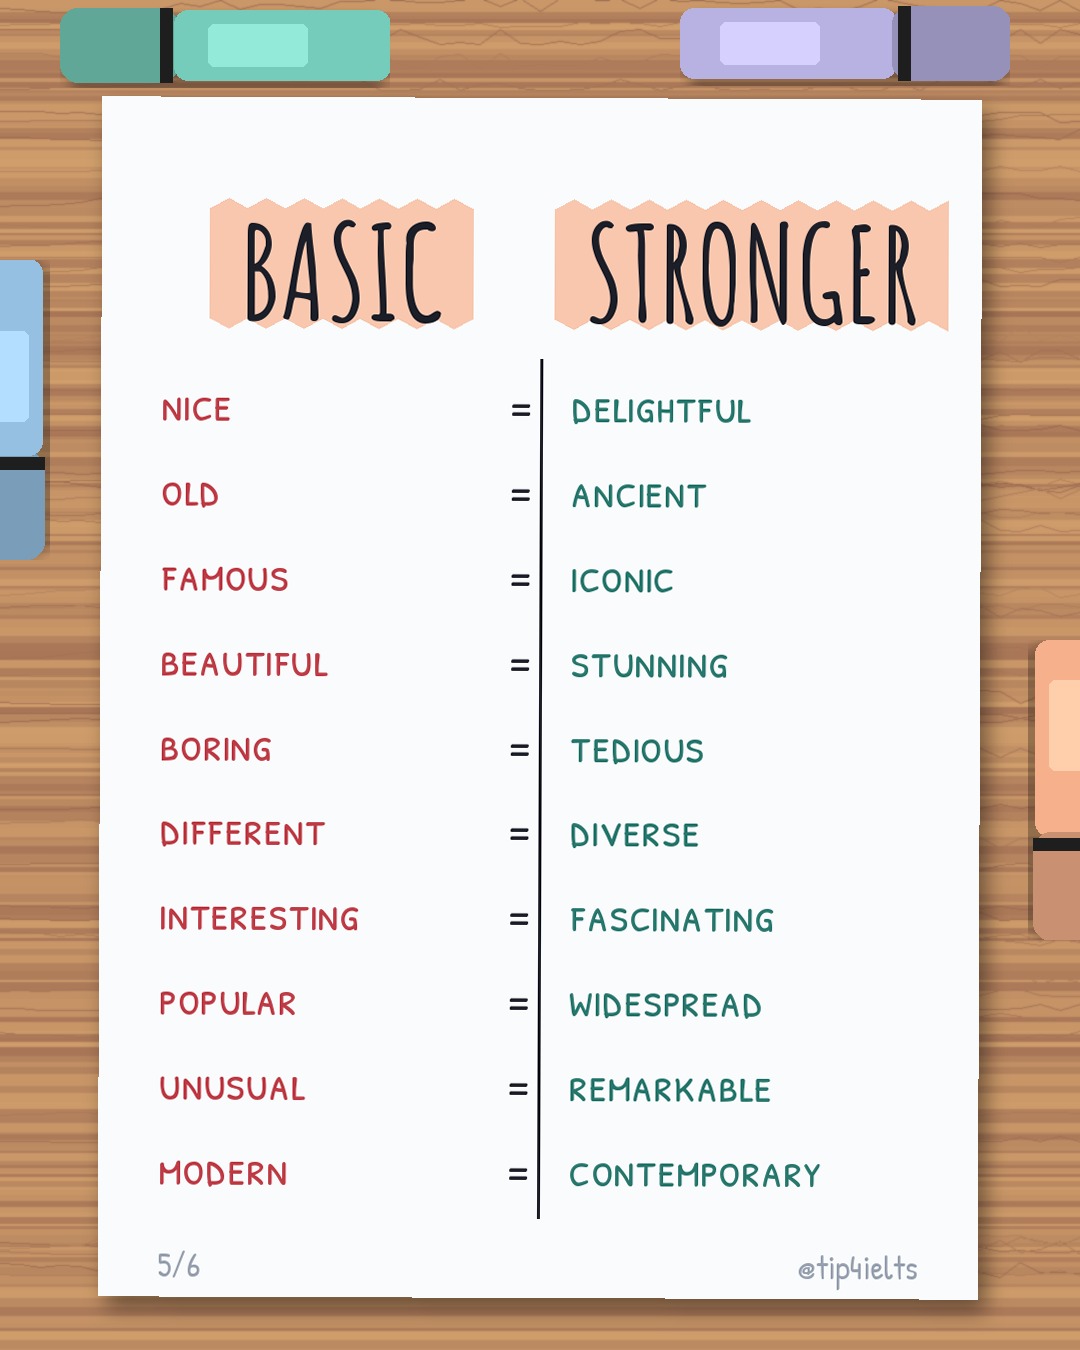 BASIC STRONGER
NICE = DELIGHTFUL
OLD = ANCIENT
FAMOUS = ICONIC
BEAUTIFUL = STUNNING
BORING = TEDIOUS
DIFFERENT = DIVERSE
INTERESTING = FASCINATING
POPULAR = WIDESPREAD
UNUSUAL = REMARKABLE
MODERN = CONTEMPORARY
5/6 @tip4ielts